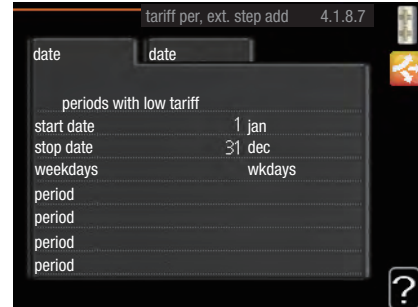 tariff per, ext. step add 4.1.8.7
date date
periods with low tariff
start date 1 jan
stop date 31 dec
weekdays wkdays
period
period
period
period
?